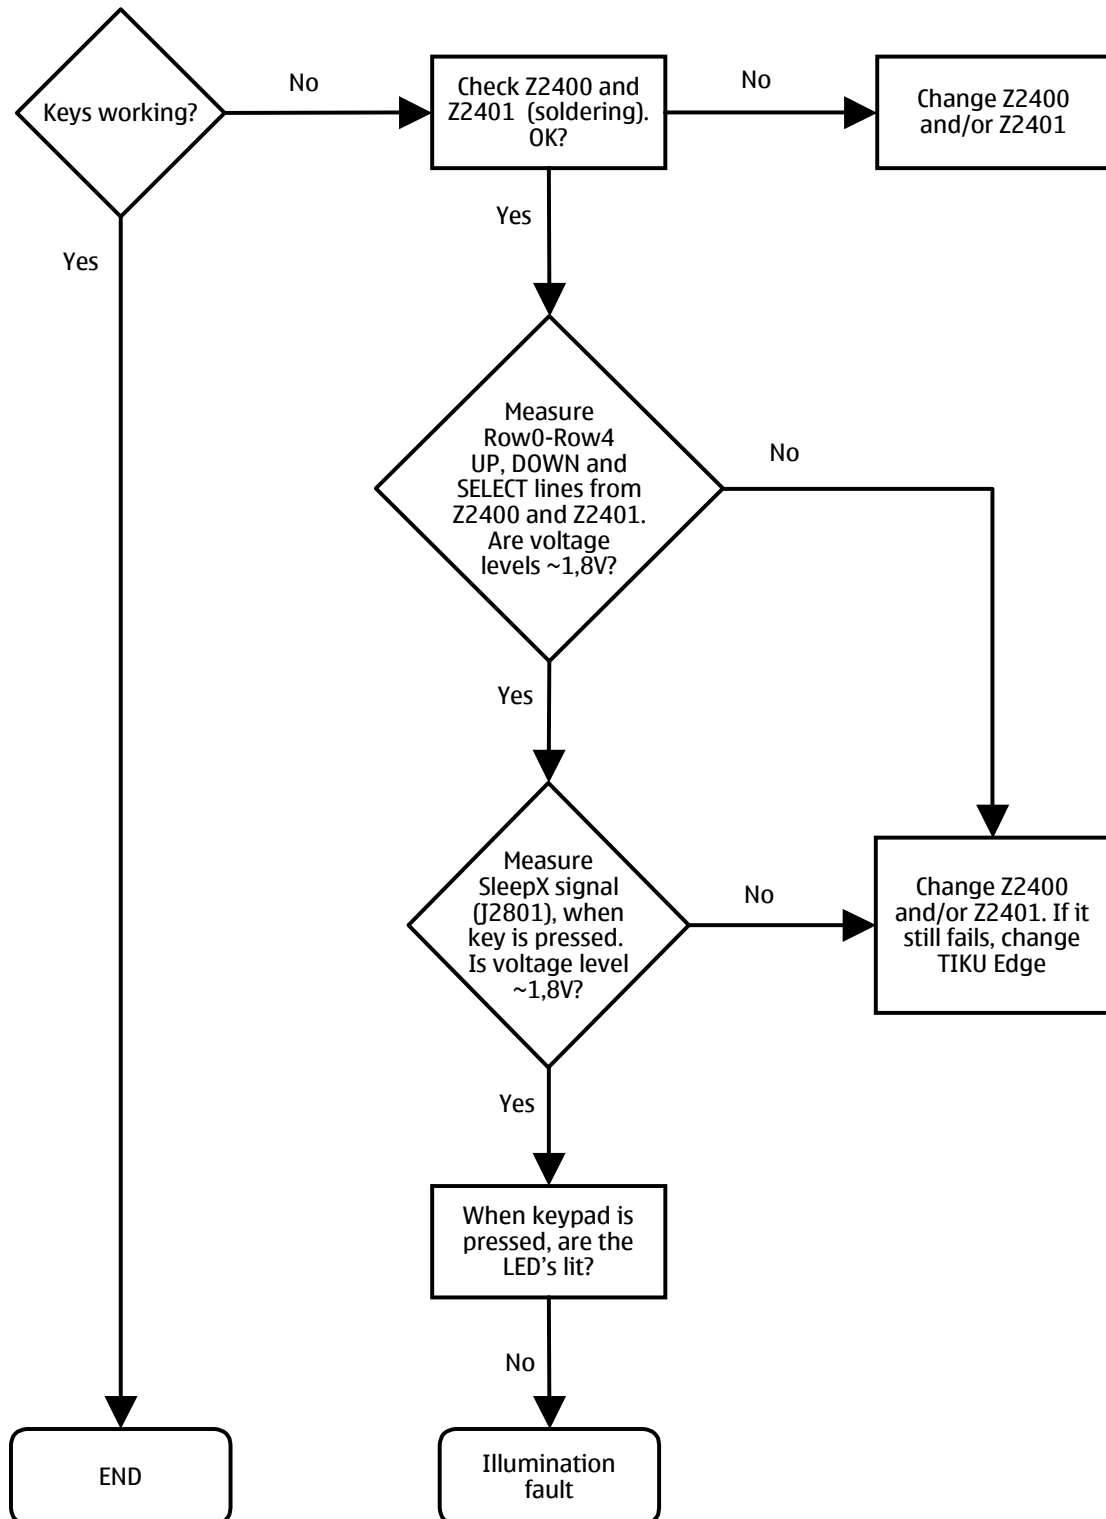 Keys working?
No
Check Z2400 and
Z2401 (soldering).
OK?
No
Change Z2400
and/or Z2401
Yes
Yes
Measure
Row0-Row4
UP, DOWN and
SELECT lines from
Z2400 and Z2401.
Are voltage
levels ~1,8V?
No
Yes
Measure
SleepX signal
(J2801), when
key is pressed.
Is voltage level
~1,8V?
No
Change Z2400
and/or Z2401. If it
still fails, change
TIKU Edge
Yes
When keypad is
pressed, are the
LED’s lit?
No
END
Illumination
fault